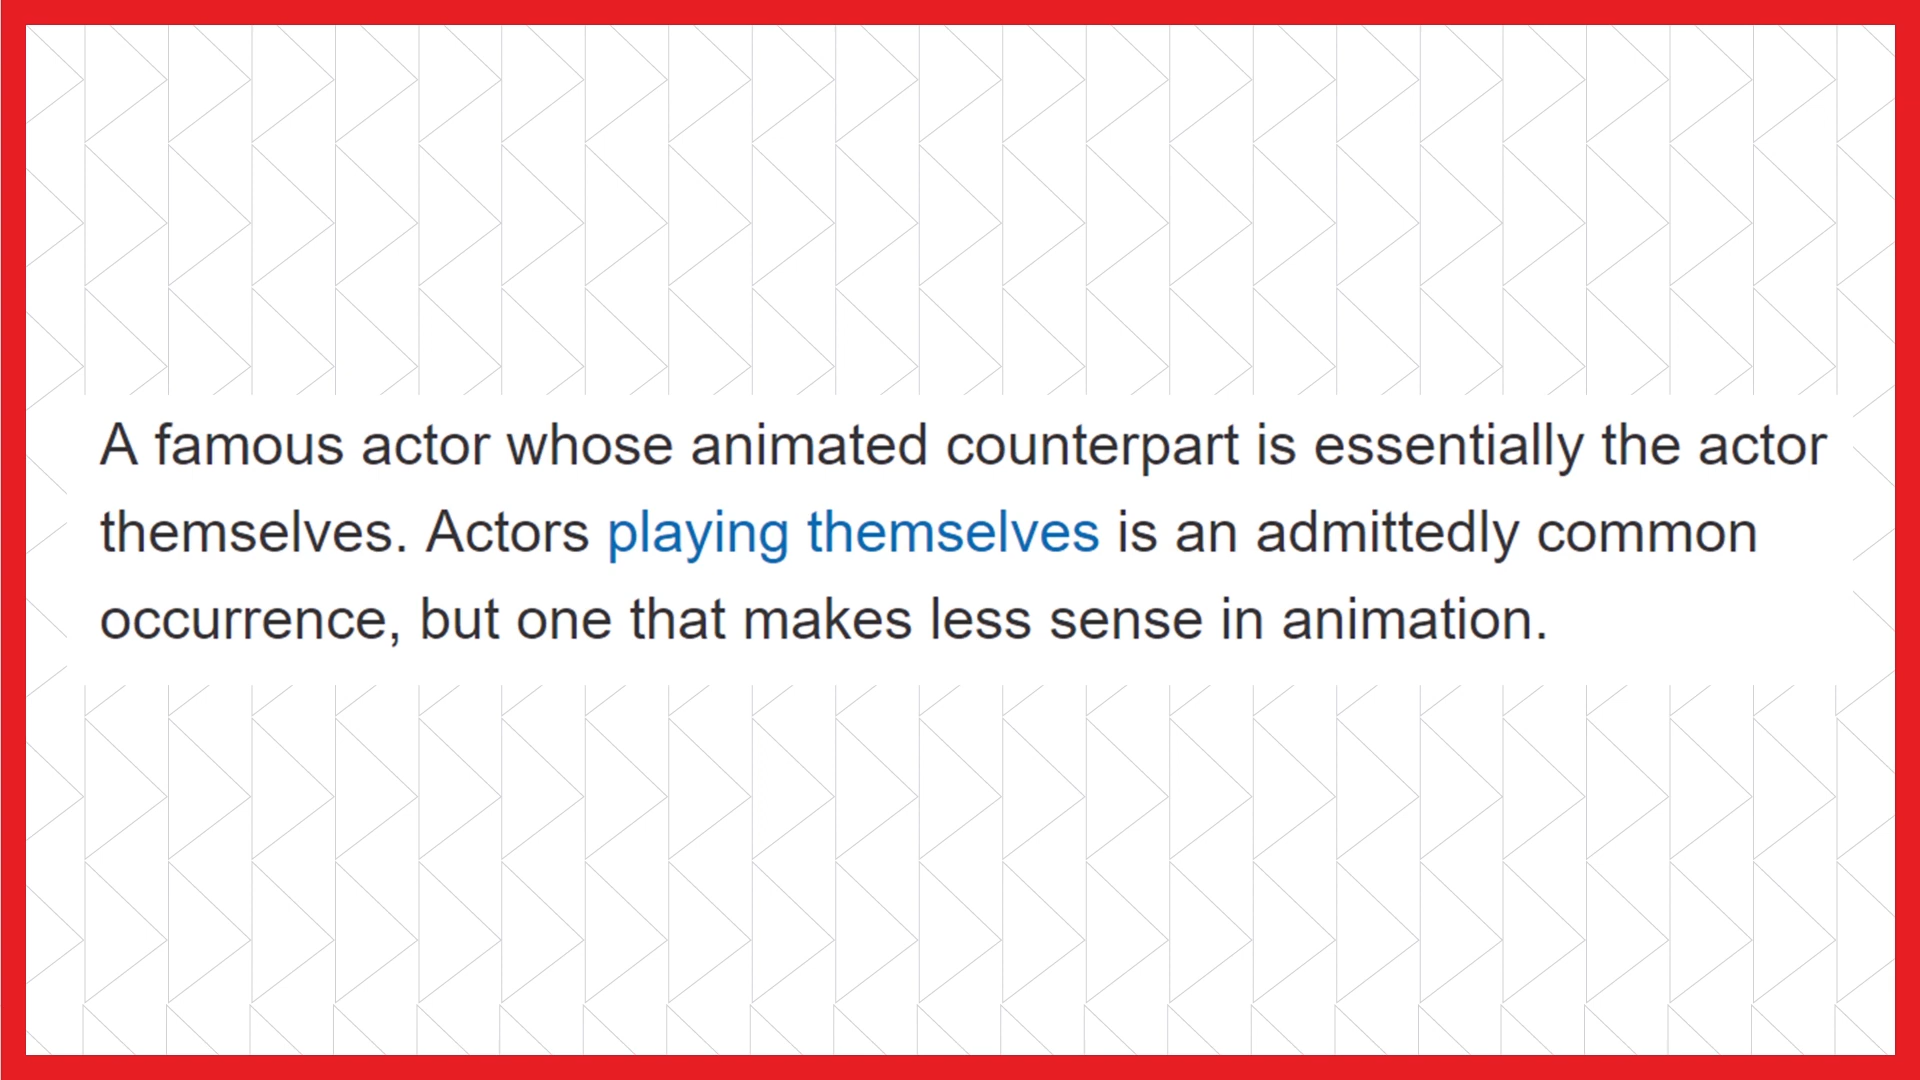 A famous actor whose animated counterpart is essentially the actor
themselves. Actors playing themselves is an admittedly common
occurrence, but one that makes less sense in animation.